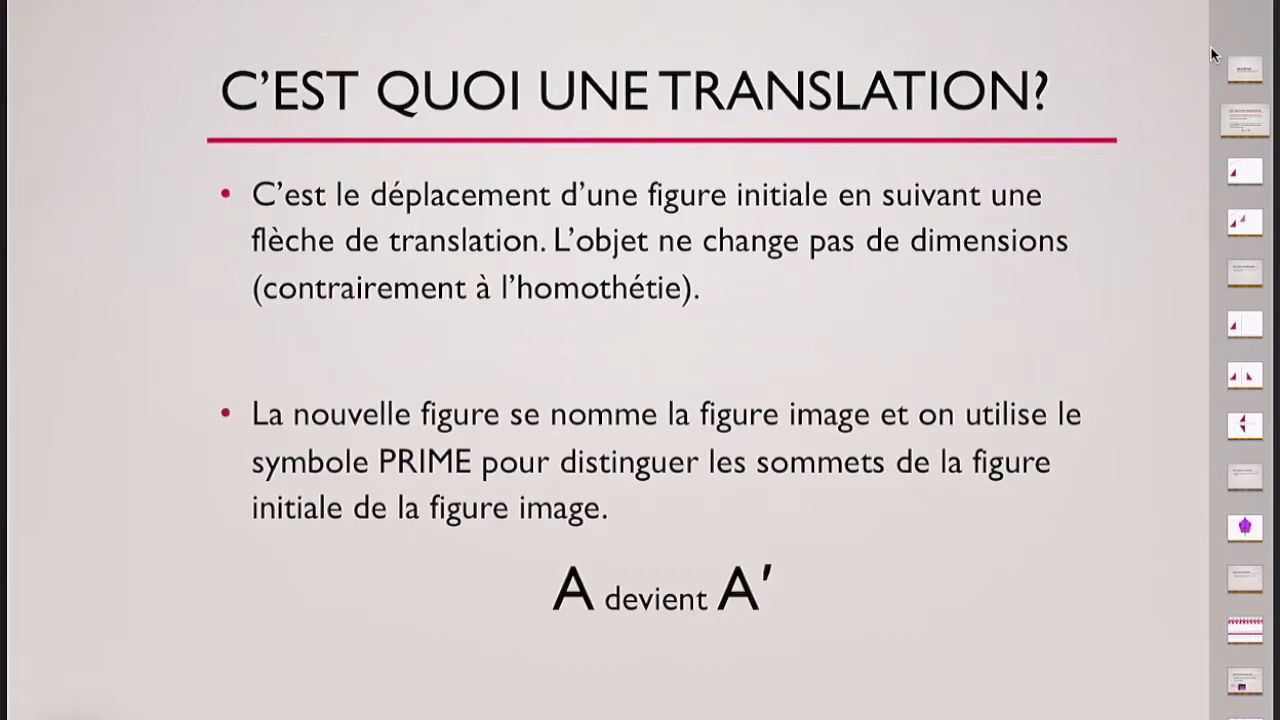 C’EST QUOI UNE TRANSLATION?
• C’est le déplacement d’une figure initiale en suivant une
flèche de translation. L’objet ne change pas de dimensions
(contrairement à l’homothétie).
• La nouvelle figure se nomme la figure image et on utilise le
symbole PRIME pour distinguer les sommets de la figure
initiale de la figure image.
A devient A′